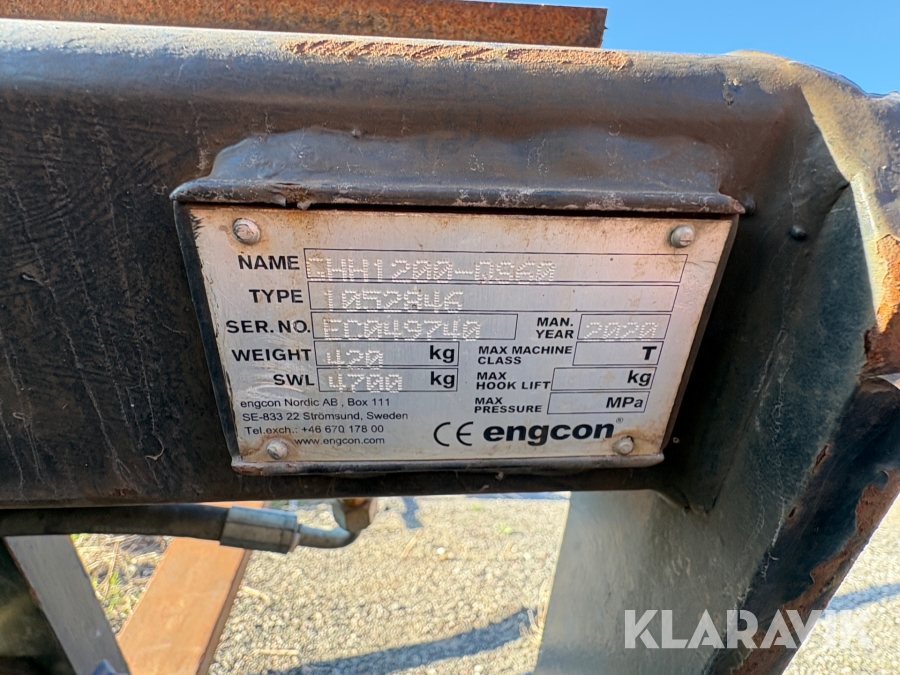 NAME GHH1200-QS60
TYPE 1052846
SER. NO. EC049740 MAN. YEAR 2020
WEIGHT 420 kg MAX MACHINE CLASS T
SWL 4700 kg MAX HOOK LIFT kg
MAX PRESSURE MPa
engcon Nordic AB , Box 111
SE-833 22 Strömsund, Sweden
Tel.exch.: +46 670 178 00
www.engcon.com
CE engcon®
KLARAVIK